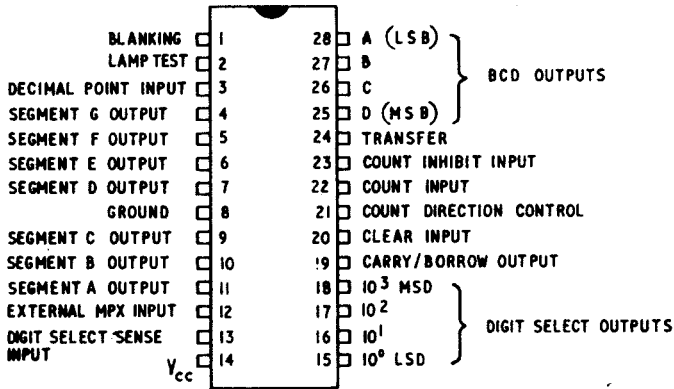 BLANKING 1 28 A (LSB)
LAMP TEST 2 27 B
DECIMAL POINT INPUT 3 26 C
BCD OUTPUTS
SEGMENT G OUTPUT 4 25 D (MSB)
SEGMENT F OUTPUT 5 24 TRANSFER
SEGMENT E OUTPUT 6 23 COUNT INHIBIT INPUT
SEGMENT D OUTPUT 7 22 COUNT INPUT
GROUND 8 21 COUNT DIRECTION CONTROL
SEGMENT C OUTPUT 9 20 CLEAR INPUT
SEGMENT B OUTPUT 10 19 CARRY/BORROW OUTPUT
SEGMENT A OUTPUT 11 18 10³ MSD
EXTERNAL MPX INPUT 12 17 10²
DIGIT SELECT OUTPUTS
DIGIT SELECT SENSE 13 16 10¹
INPUT
Vcc 14 15 10⁰ LSD